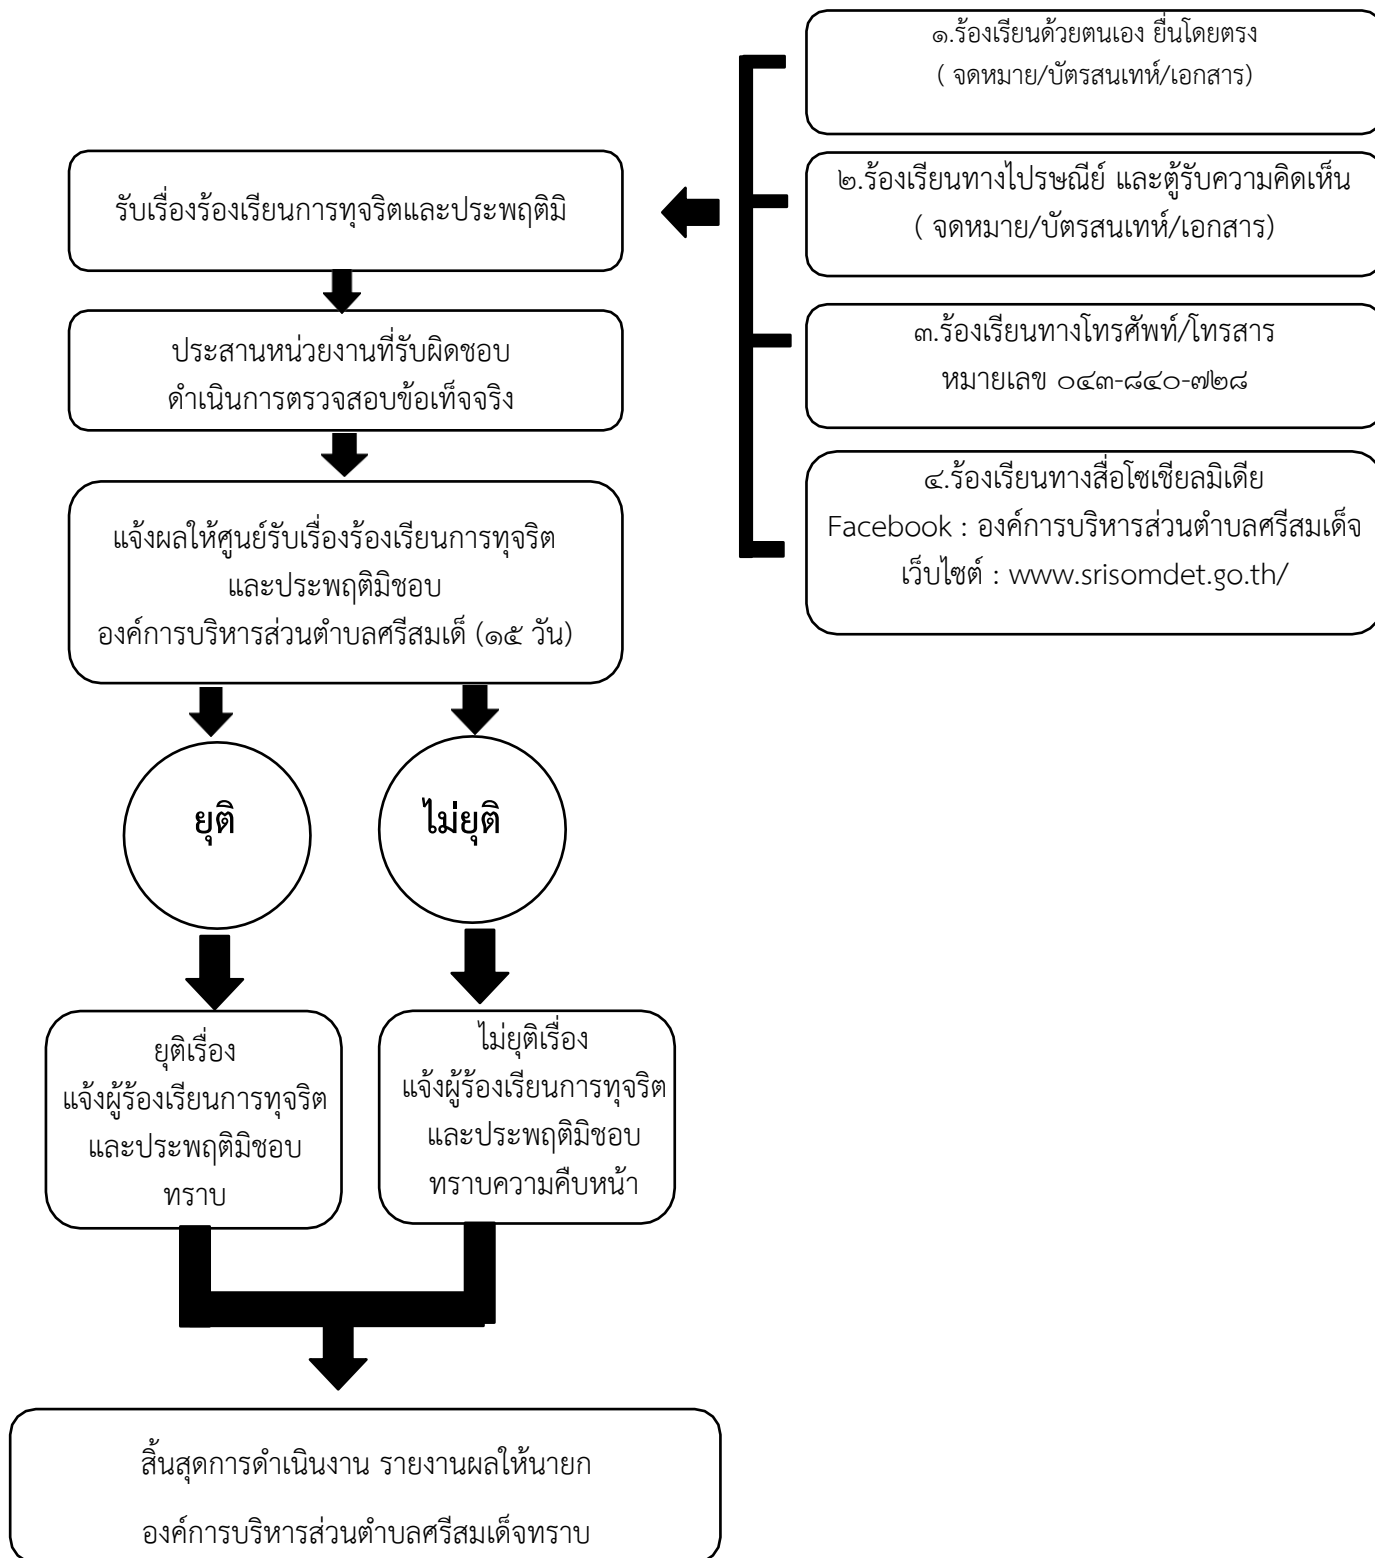 ๑.ร้องเรียนด้วยตนเอง ยื่นโดยตรง
( จดหมาย/บัตรสนเทห์/เอกสาร)
๒.ร้องเรียนทางไปรษณีย์ และตู้รับความคิดเห็น
( จดหมาย/บัตรสนเทห์/เอกสาร)
๓.ร้องเรียนทางโทรศัพท์/โทรสาร
หมายเลข ๐๔๓-๘๔๐-๗๒๘
๔.ร้องเรียนทางสื่อโซเชียลมิเดีย
Facebook : องค์การบริหารส่วนตำบลศรีสมเด็จ
เว็บไซต์ : www.srisomdet.go.th/
รับเรื่องร้องเรียนการทุจริตและประพฤติมิ
ประสานหน่วยงานที่รับผิดชอบ
ดำเนินการตรวจสอบข้อเท็จจริง
แจ้งผลให้ศูนย์รับเรื่องร้องเรียนการทุจริต
และประพฤติมิชอบ
องค์การบริหารส่วนตำบลศรีสมเด็ (๑๕ วัน)
ยุติ
ไม่ยุติ
ยุติเรื่อง
แจ้งผู้ร้องเรียนการทุจริต
และประพฤติมิชอบ
ทราบ
ไม่ยุติเรื่อง
แจ้งผู้ร้องเรียนการทุจริต
และประพฤติมิชอบ
ทราบความคืบหน้า
สิ้นสุดการดำเนินงาน รายงานผลให้นายก
องค์การบริหารส่วนตำบลศรีสมเด็จทราบ